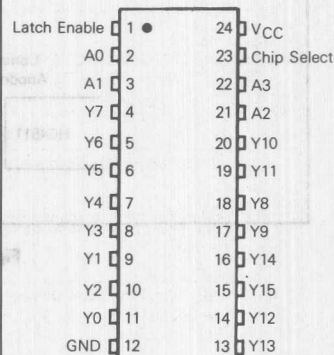 Latch Enable 1 24 VCC
A0 2 23 Chip Select
A1 3 22 A3
Y7 4 21 A2
Y6 5 20 Y10
Y5 6 19 Y11
Y4 7 18 Y8
Y3 8 17 Y9
Y1 9 16 Y14
Y2 10 15 Y15
Y0 11 14 Y12
GND 12 13 Y13